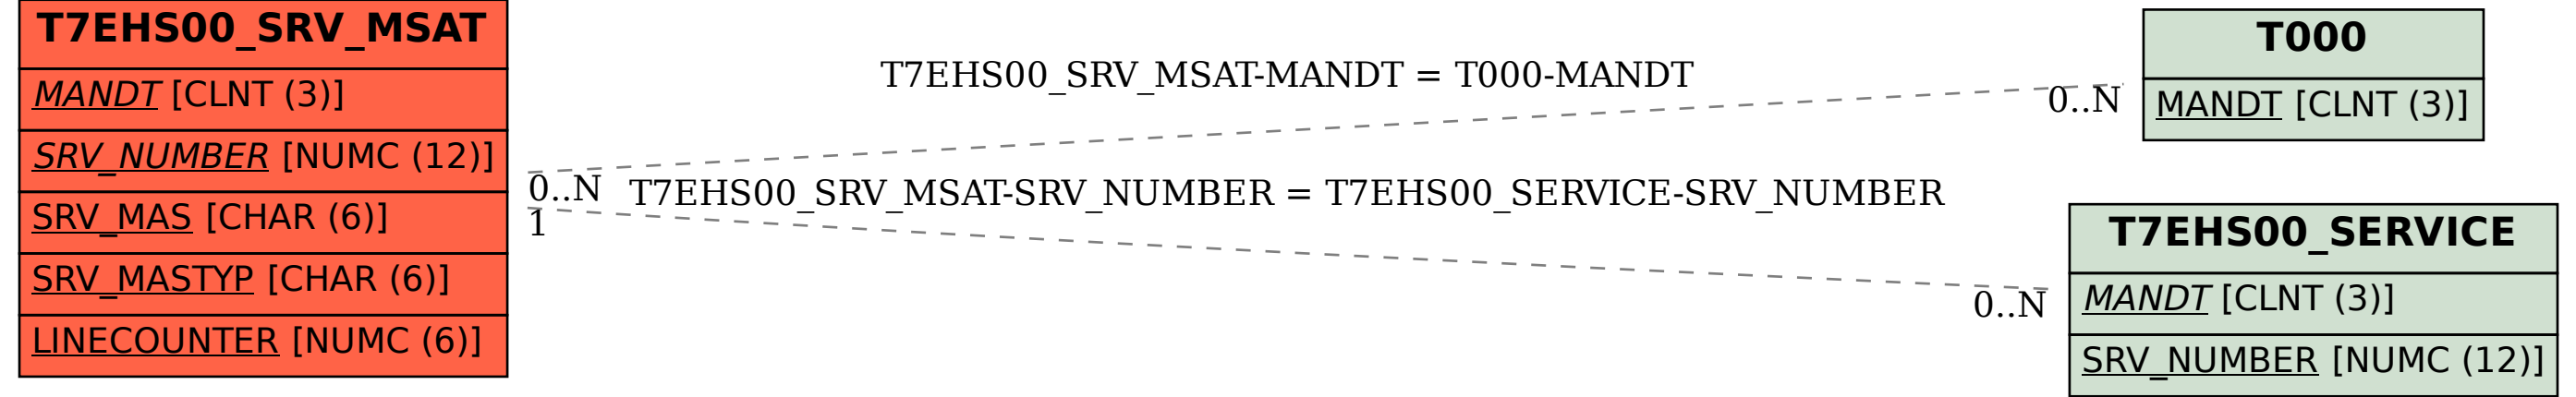 T7EHS00_SRV_MSAT
MANDT [CLNT (3)]
SRV_NUMBER [NUMC (12)]
SRV_MAS [CHAR (6)]
SRV_MASTYP [CHAR (6)]
LINECOUNTER [NUMC (6)]
T7EHS00_SRV_MSAT-MANDT = T000-MANDT
0..N
0..N
T7EHS00_SRV_MSAT-SRV_NUMBER = T7EHS00_SERVICE-SRV_NUMBER
1
0..N
T000
MANDT [CLNT (3)]
T7EHS00_SERVICE
MANDT [CLNT (3)]
SRV_NUMBER [NUMC (12)]